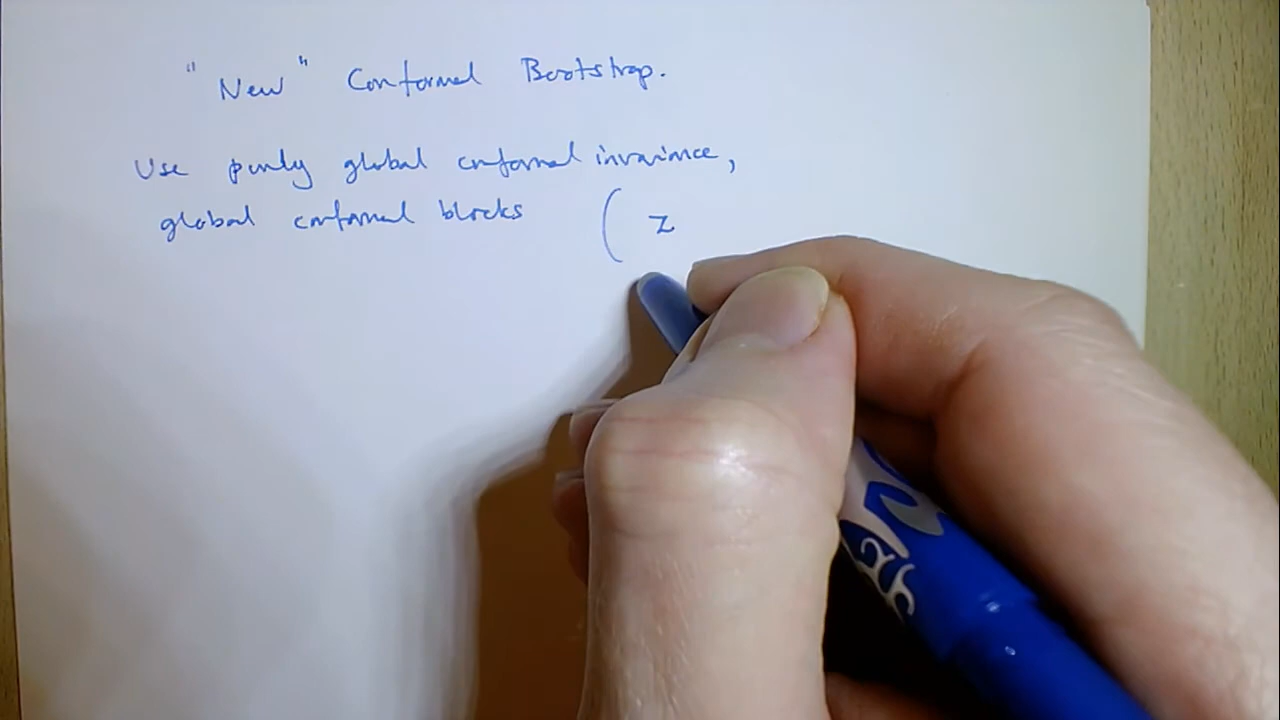 "New" Conformal Bootstrap.
Use purely global conformal invariance,
global conformal blocks ( z